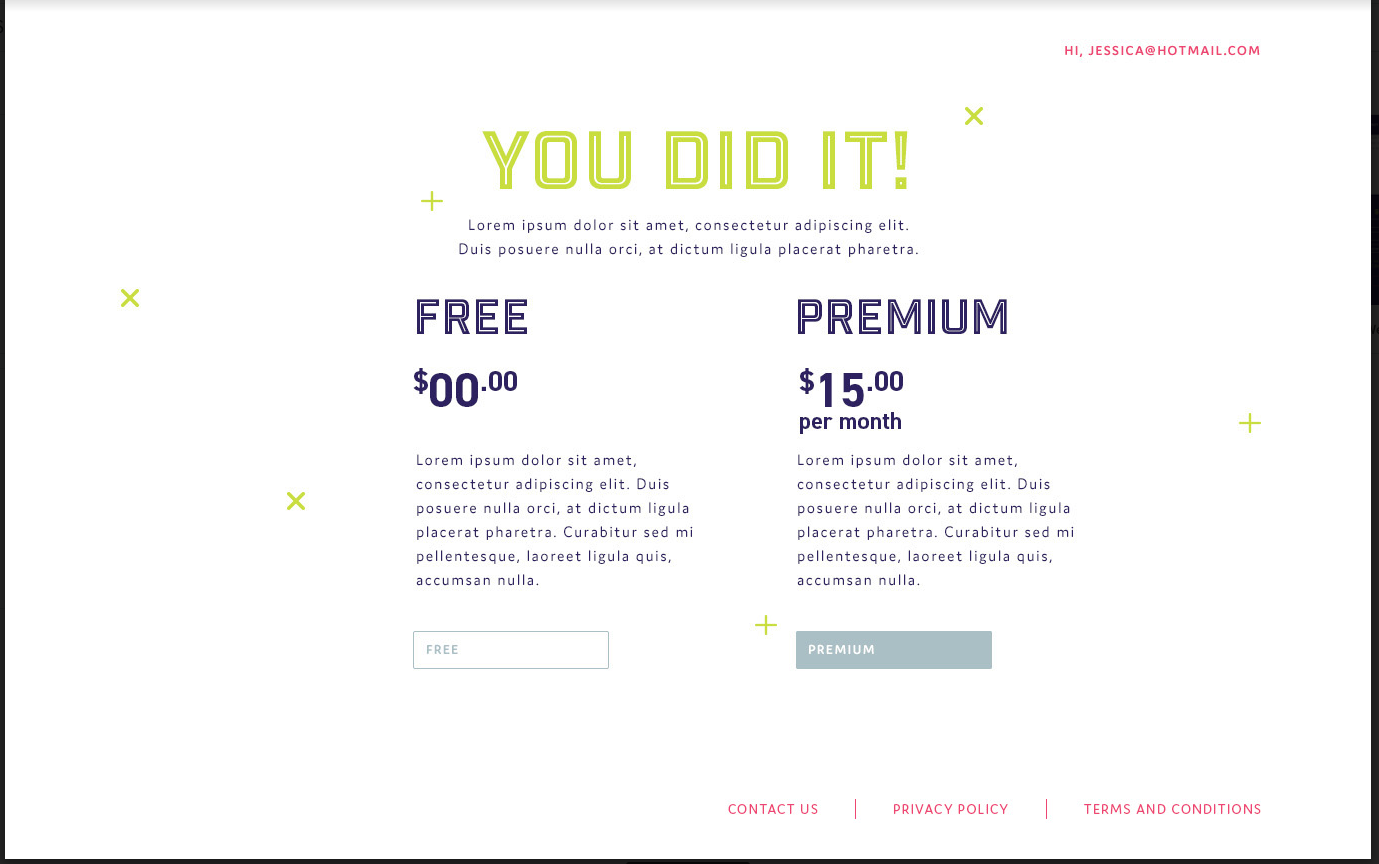 HI, JESSICA@HOTMAIL.COM
YOU DID IT!
Lorem ipsum dolor sit amet, consectetur adipiscing elit.
Duis posuere nulla orci, at dictum ligula placerat pharetra.
FREE
$00.00
Lorem ipsum dolor sit amet,
consectetur adipiscing elit. Duis
posuere nulla orci, at dictum ligula
placerat pharetra. Curabitur sed mi
pellentesque, laoreet ligula quis,
accumsan nulla.
FREE
PREMIUM
$15.00
per month
Lorem ipsum dolor sit amet,
consectetur adipiscing elit. Duis
posuere nulla orci, at dictum ligula
placerat pharetra. Curabitur sed mi
pellentesque, laoreet ligula quis,
accumsan nulla.
PREMIUM
CONTACT US
PRIVACY POLICY
TERMS AND CONDITIONS